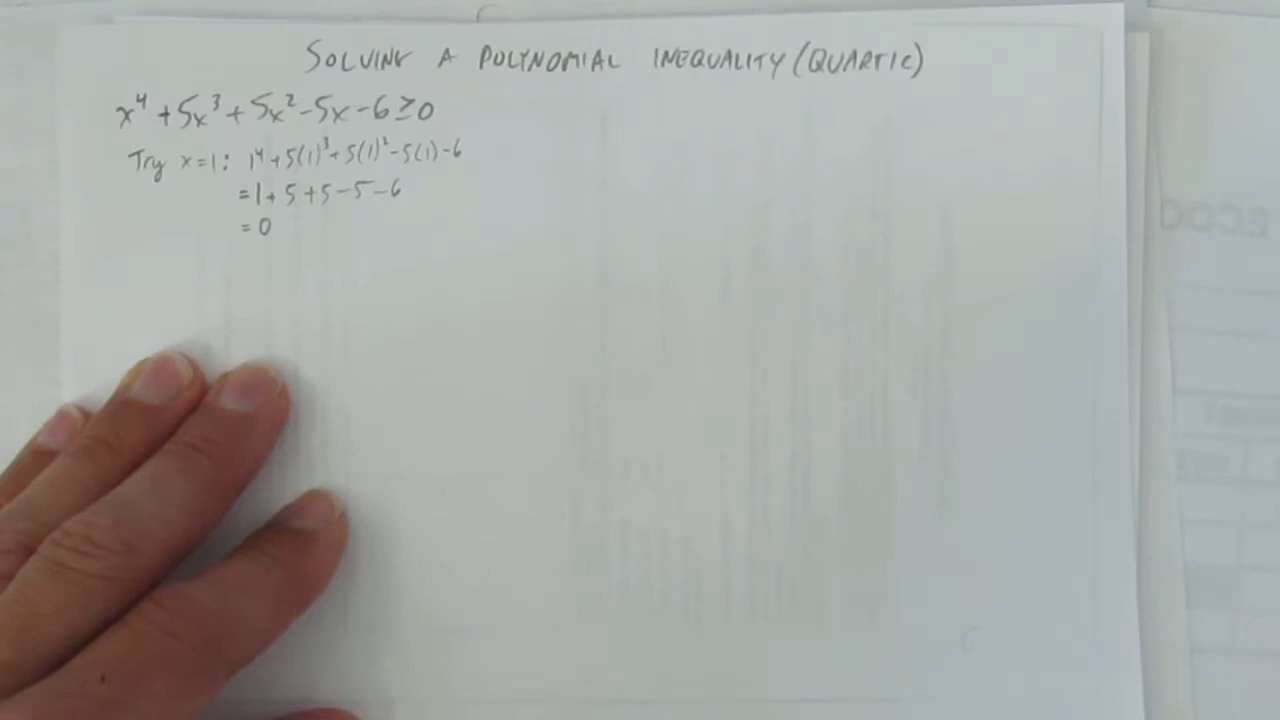 SOLVING A POLYNOMIAL INEQUALITY (QUARTIC)
x⁴ + 5x³ + 5x² - 5x - 6 ≥ 0
Try x=1: 1⁴ + 5(1)³ + 5(1)² - 5(1) - 6
= 1 + 5 + 5 - 5 - 6
= 0